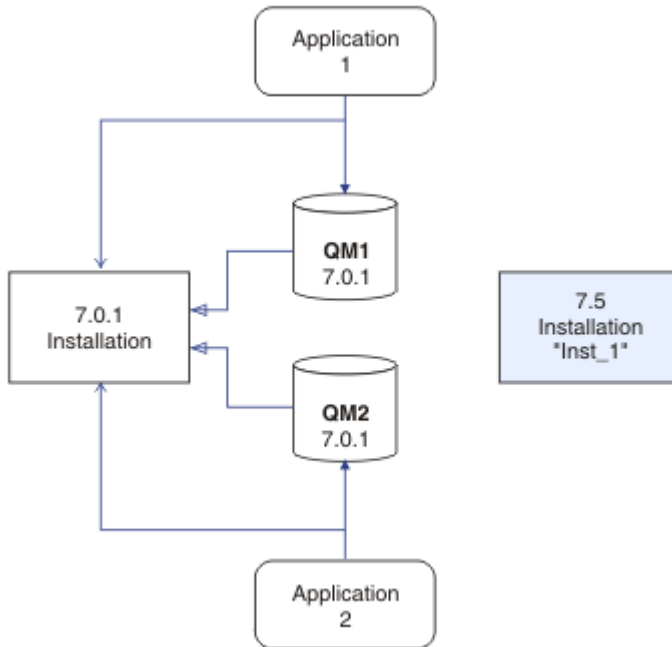 Application
1
QM1
7.0.1
7.0.1
Installation
7.5
Installation
"Inst_1"
QM2
7.0.1
Application
2